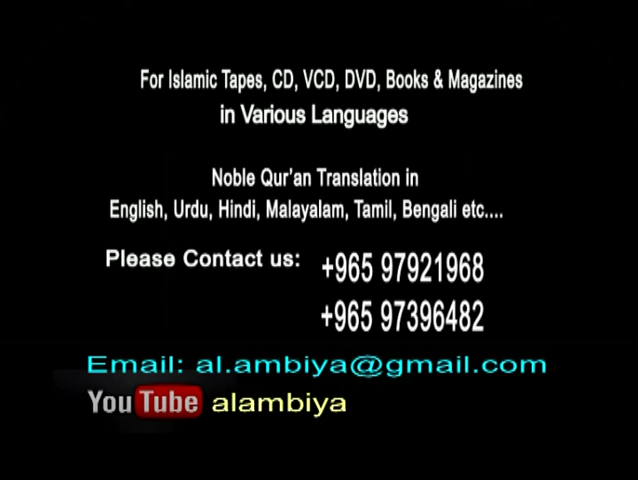 For Islamic Tapes, CD, VCD, DVD, Books & Magazines
in Various Languages
Noble Qur'an Translation in
English, Urdu, Hindi, Malayalam, Tamil, Bengali etc....
Please Contact us: +965 97921968
+965 97396482
Email: al.ambiya@gmail.com
YouTube alambiya